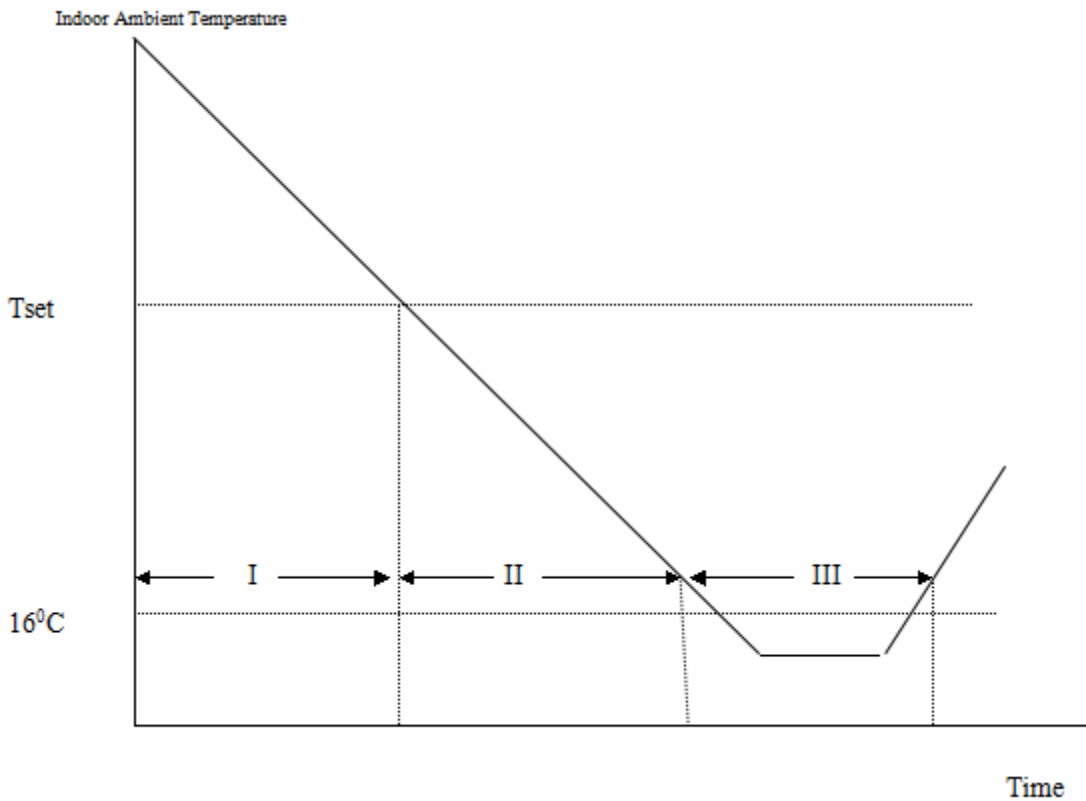 Indoor Ambient Temperature
Tset
I
II
III
16⁰C
Time